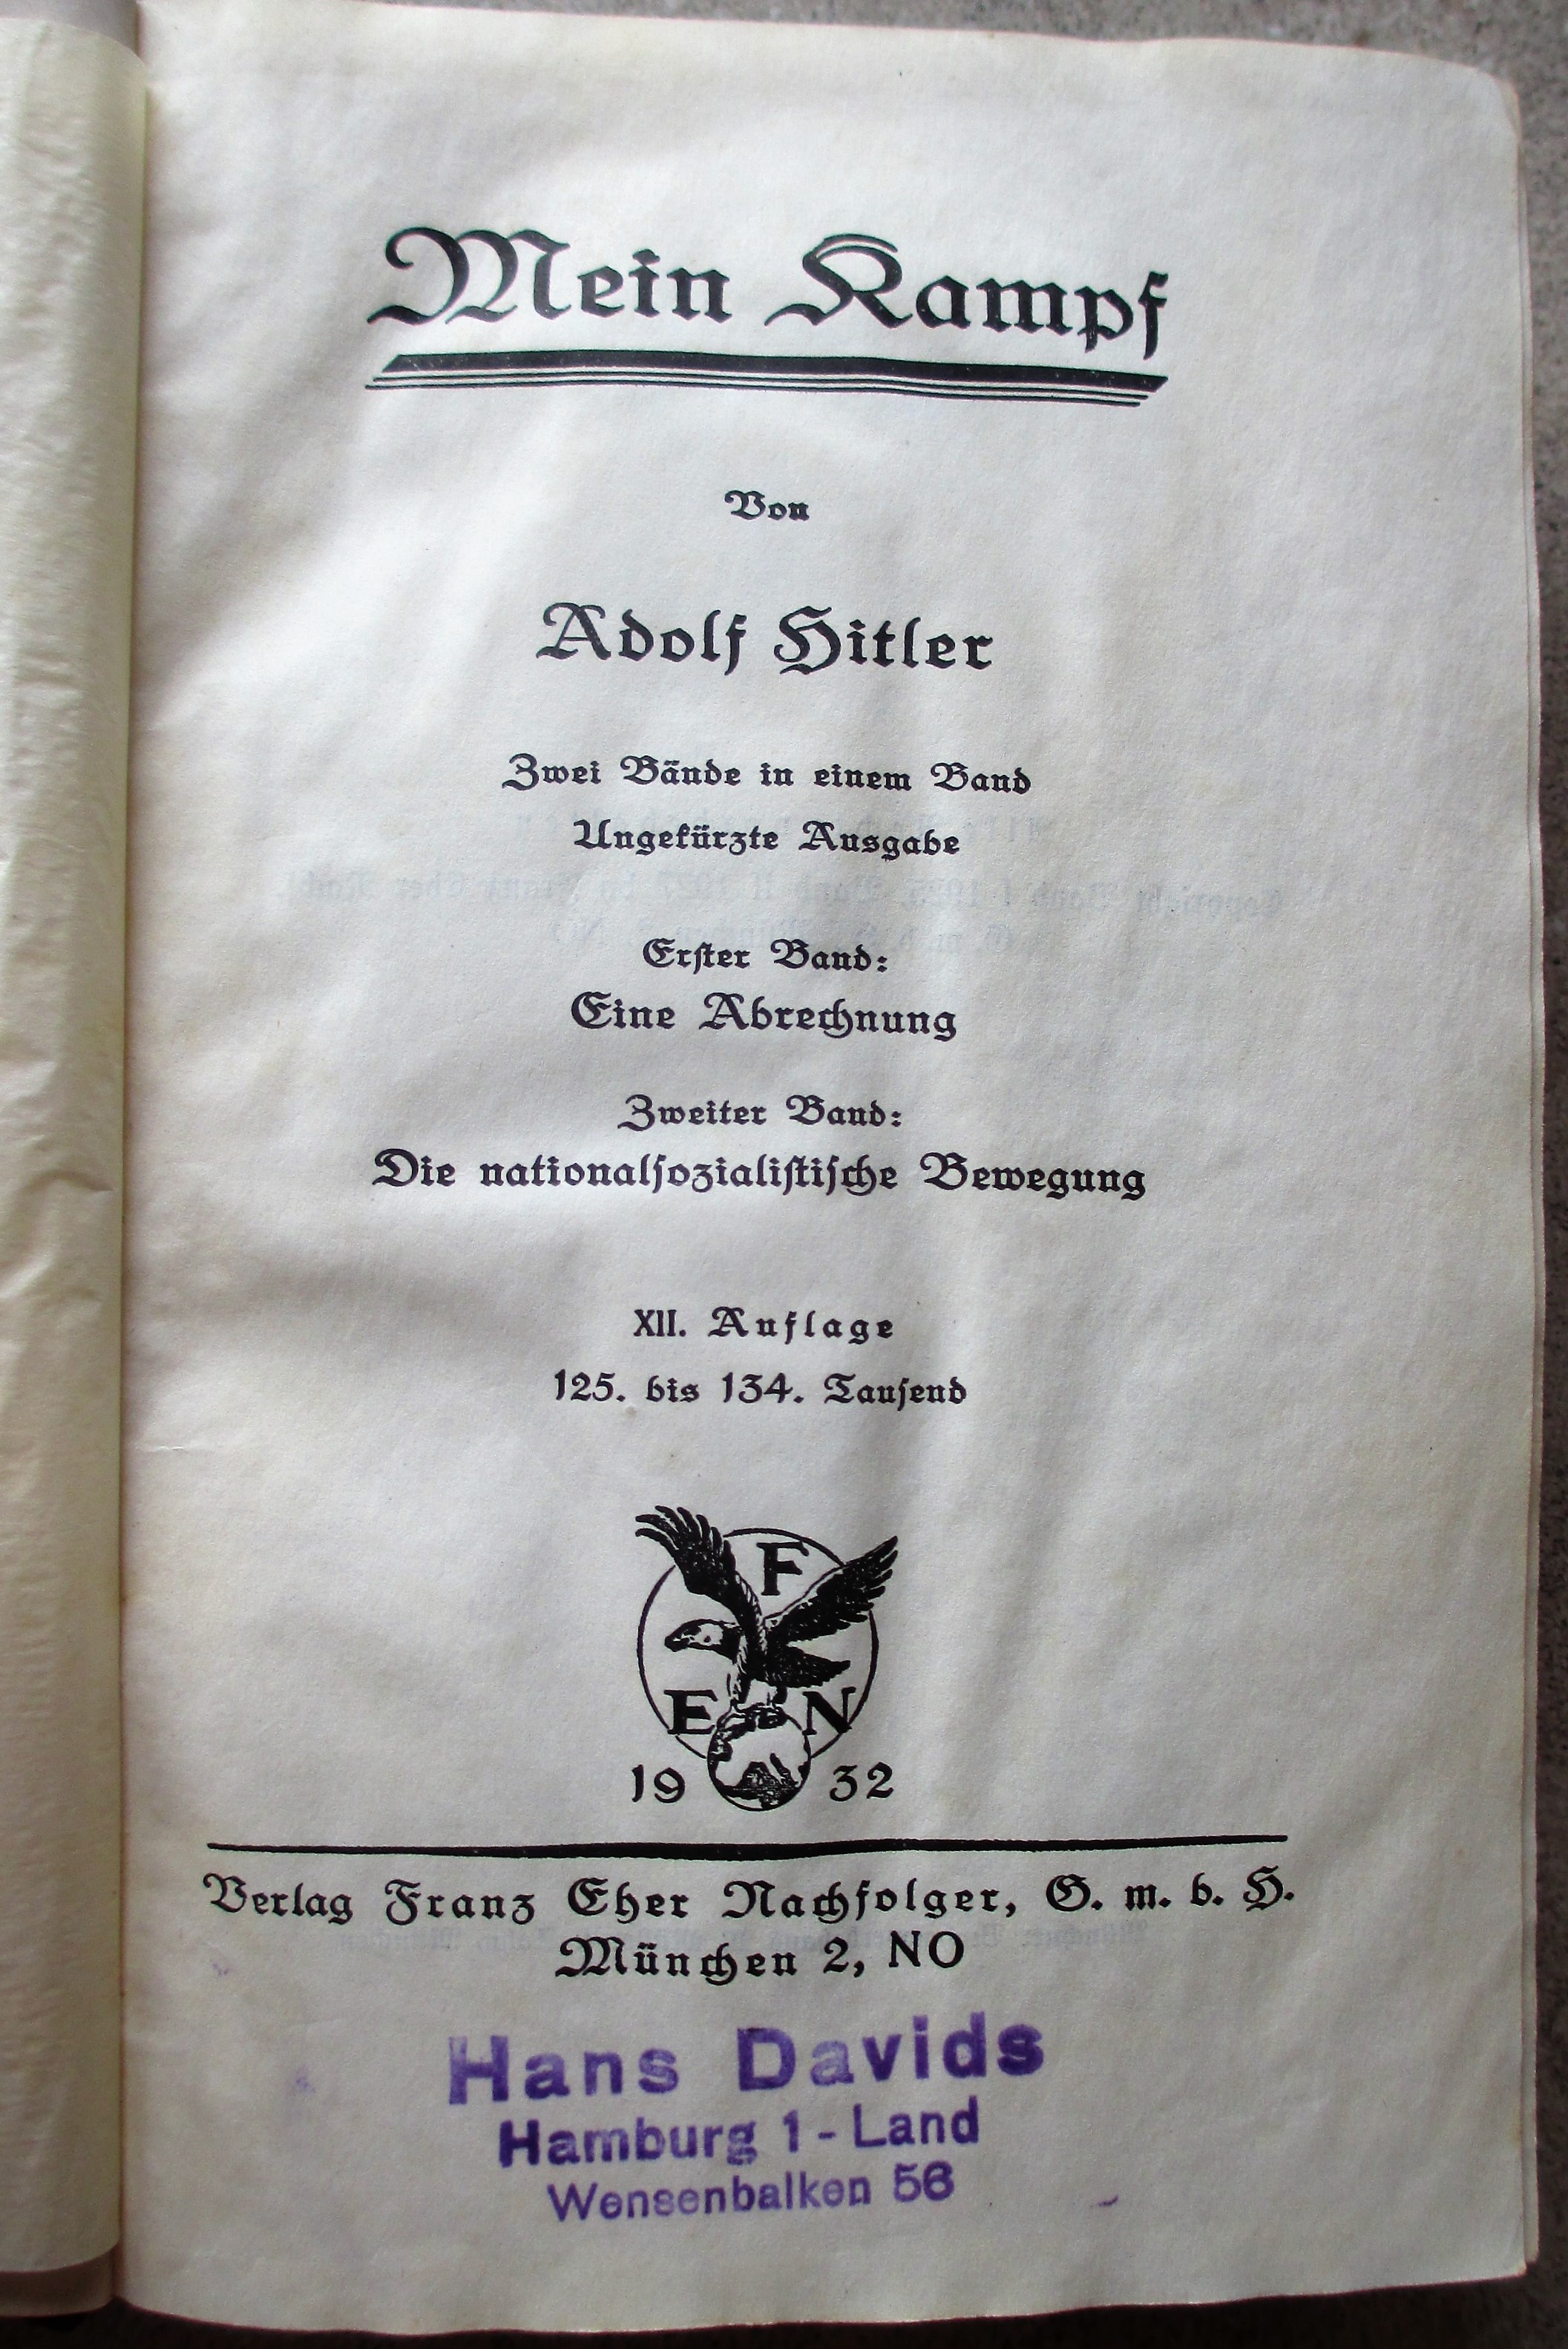 Mein Kampf
Von
Adolf Hitler
Zwei Bände in einem Band
Ungekürzte Ausgabe
Erster Band:
Eine Abrechnung
Zweiter Band:
Die nationalsozialistische Bewegung
XII. Auflage
125. bis 134. Tausend
F
E N
19 32
Verlag Franz Eher Nachfolger, G. m. b. H.
München 2, NO
Hans Davids
Hamburg 1 - Land
Wensenbalken 56